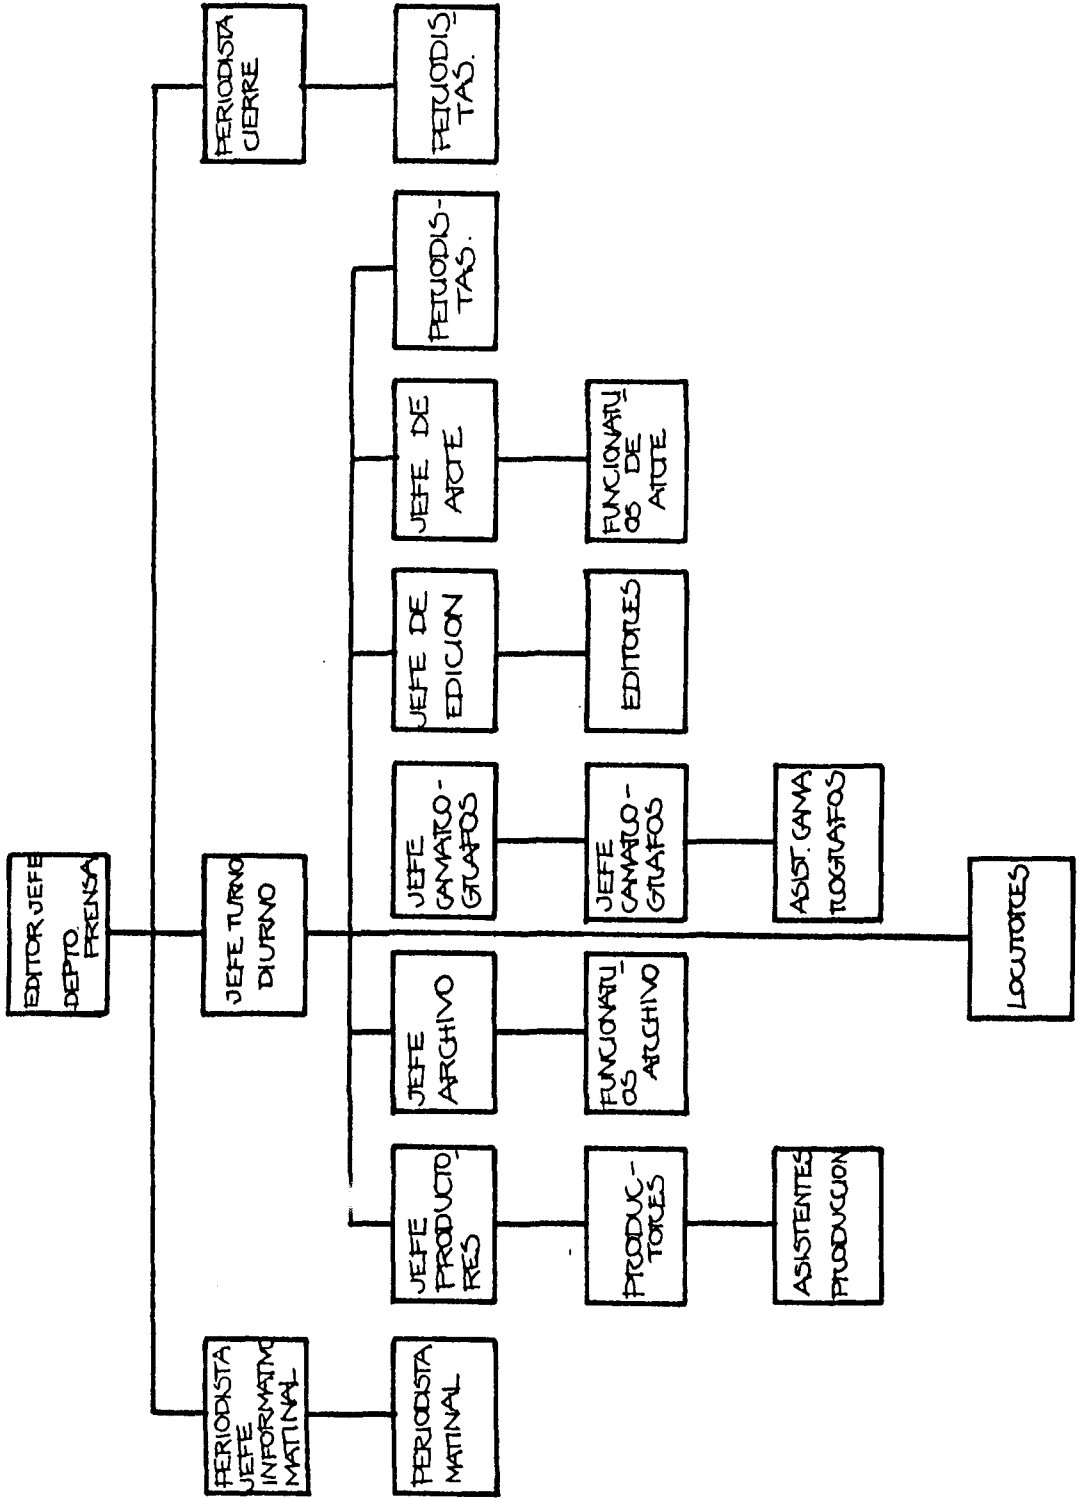 EDITOR JEFE
DEPTO.
PRENSA
PERIODISTA
JEFE
INFORMATIVO
MATINAL
JEFE TURNO
DIURNO
PERIODISTA
CIERRE
PERIODISTA
MATINAL
JEFE
PRODUCTO-
RES
JEFE
ARCHIVO
JEFE
CAMARO-
GRAFOS
JEFE DE
EDICION
JEFE DE
ARTE
PERIODIS-
TAS.
PERIODIS-
TAS.
PRODUC-
TORES
FUNCIONARI-
OS
ARCHIVO
JEFE
CAMARO-
GRAFOS
EDITORES
FUNCIONARI-
OS DE
ARTE
ASISTENTES
PRODUCCION
ASIST. CAMA
ROGRAFOS
LOCUTORES